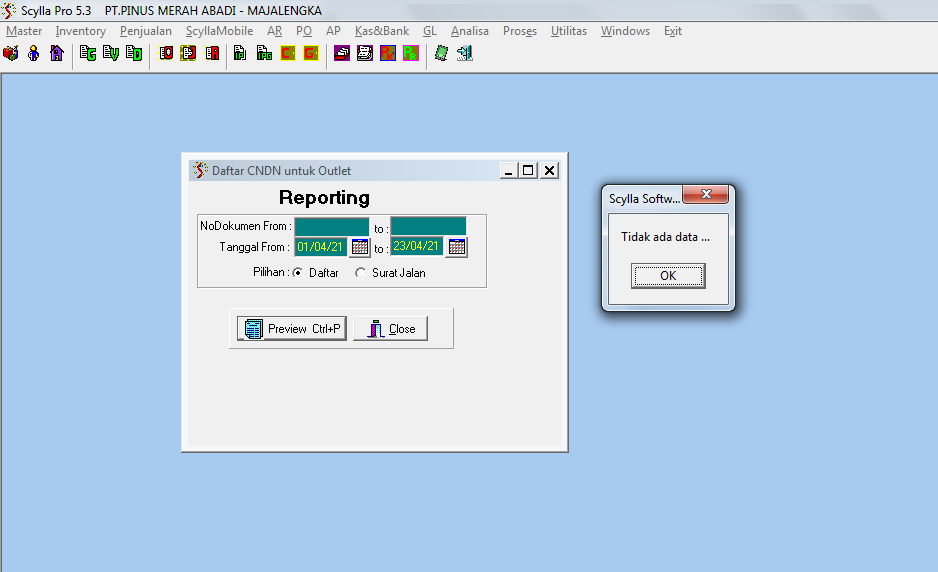 Scylla Pro 5.3 PT.PINUS MERAH ABADI - MAJALENGKA
Master Inventory Penjualan ScyllaMobile AR PO AP Kas&Bank GL Analisa Proses Utilitas Windows Exit
Daftar CNDN untuk Outlet
Reporting
NoDokumen From : to :
Tanggal From : 01/04/21 to : 23/04/21
Pilihan : Daftar Surat Jalan
Preview Ctrl+P Close
Scylla Softw...
Tidak ada data ...
OK